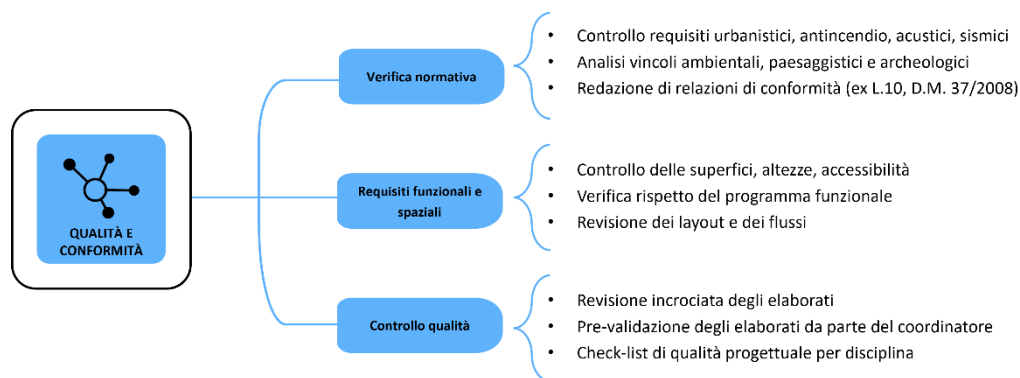 QUALITÀ E
CONFORMITÀ
Verifica normativa
• Controllo requisiti urbanistici, antincendio, acustici, sismici
• Analisi vincoli ambientali, paesaggistici e archeologici
• Redazione di relazioni di conformità (ex L.10, D.M. 37/2008)
Requisiti funzionali e
spaziali
• Controllo delle superfici, altezze, accessibilità
• Verifica rispetto del programma funzionale
• Revisione dei layout e dei flussi
Controllo qualità
• Revisione incrociata degli elaborati
• Pre-validazione degli elaborati da parte del coordinatore
• Check-list di qualità progettuale per disciplina